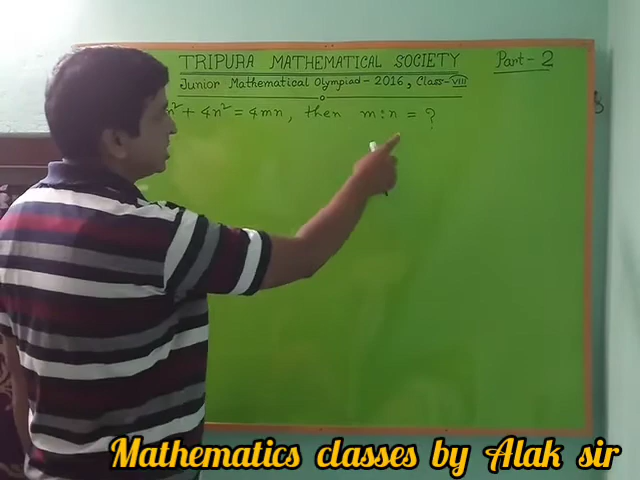 TRIPURA MATHEMATICAL SOCIETY
Part - 2
Junior Mathematical Olympiad - 2016, Class-VIII
² + 4n² = 4mn, then m:n = ?
Mathematics classes by Alak sir